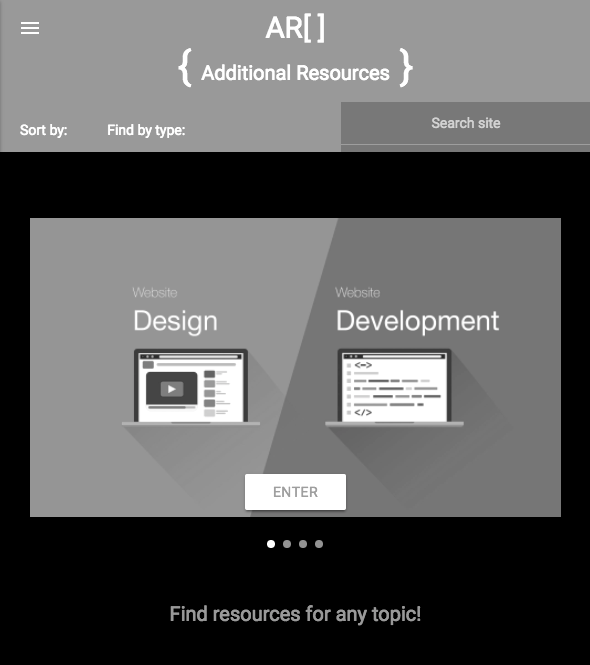 AR[ ]
{ Additional Resources }
Sort by: Find by type: Search site
Website Website
Design Development
<–>
</>
ENTER
Find resources for any topic!